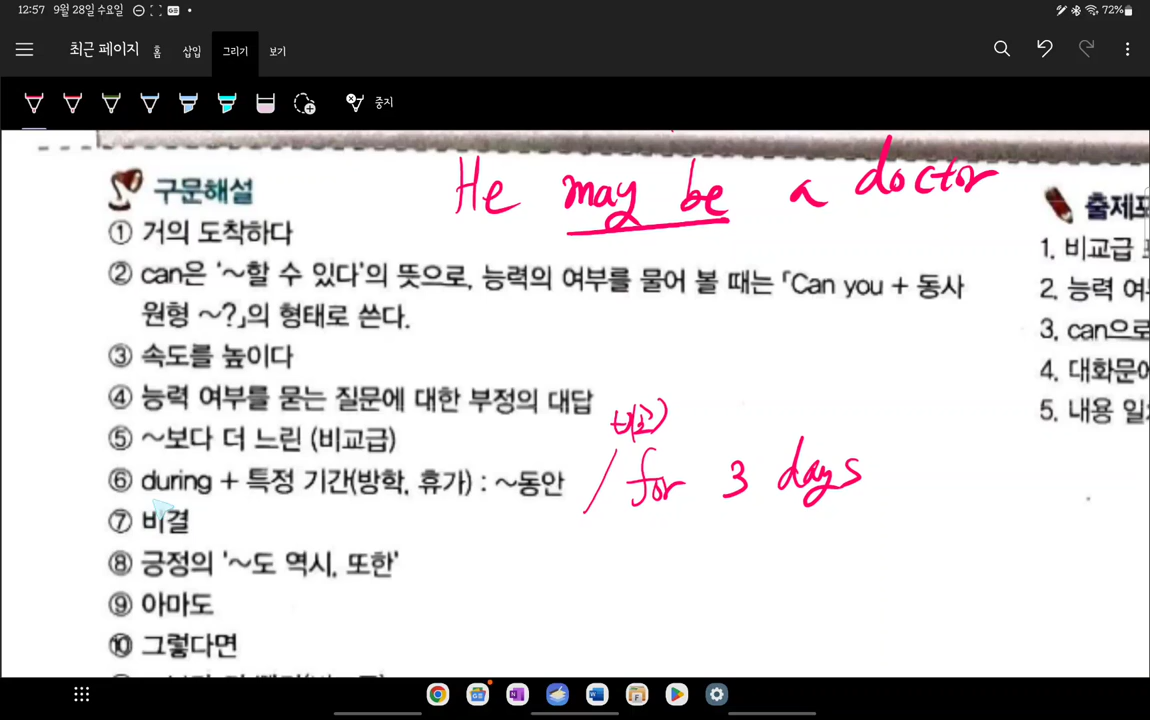 12:57 9월 28일 수요일 72%
최근 페이지 홈 삽입 그리기 보기
중지
He may be a doctor
구문해설
출제포
① 거의 도착하다
1. 비교급
② can은 '~할 수 있다'의 뜻으로, 능력의 여부를 물어 볼 때는 「Can you + 동사
2. 능력 여
원형 ~?」의 형태로 쓴다.
3. can으로
③ 속도를 높이다
4. 대화문에
④ 능력 여부를 묻는 질문에 대한 부정의 대답
5. 내용 일
⑤ ~보다 더 느린 (비교급)
⑥ during + 특정 기간(방학, 휴가) : ~동안 / for 3 days
⑦ 비결
⑧ 긍정의 '~도 역시, 또한'
⑨ 아마도
⑩ 그렇다면